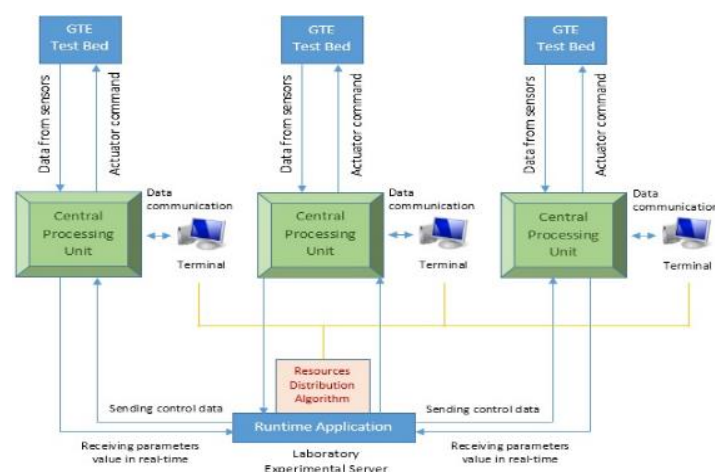 GTE
Test Bed
GTE
Test Bed
GTE
Test Bed
Data from sensors
Actuator command
Data from sensors
Actuator command
Data from sensors
Actuator command
Central
Processing
Unit
Data
communication
Terminal
Central
Processing
Unit
Data
communication
Terminal
Central
Processing
Unit
Data
communication
Terminal
Resources
Distribution
Algorithm
Sending control data
Runtime Application
Sending control data
Receiving parameters
value in real-time
Laboratory
Experimental Server
Receiving parameters
value in real-time